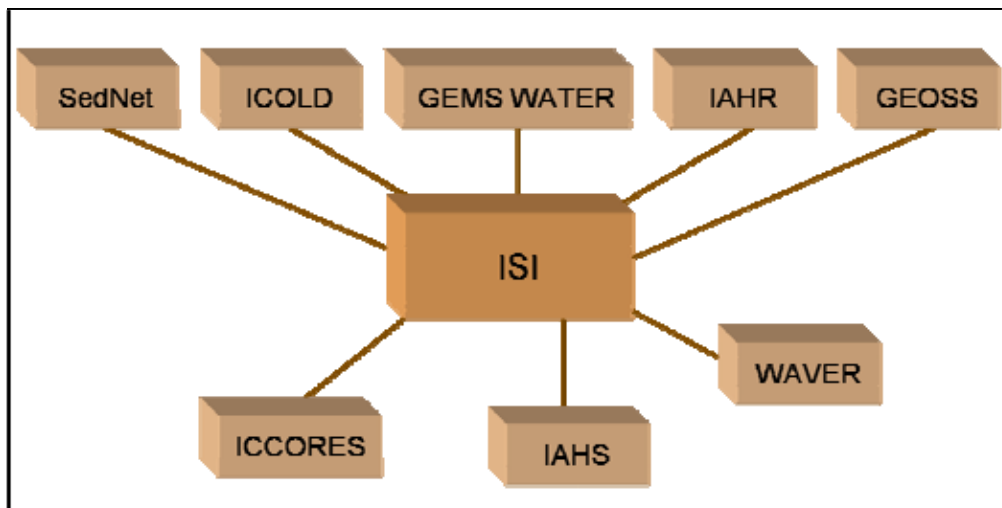 SedNet
ICOLD
GEMS WATER
IAHR
GEOSS
ISI
WAVER
ICCORES
IAHS